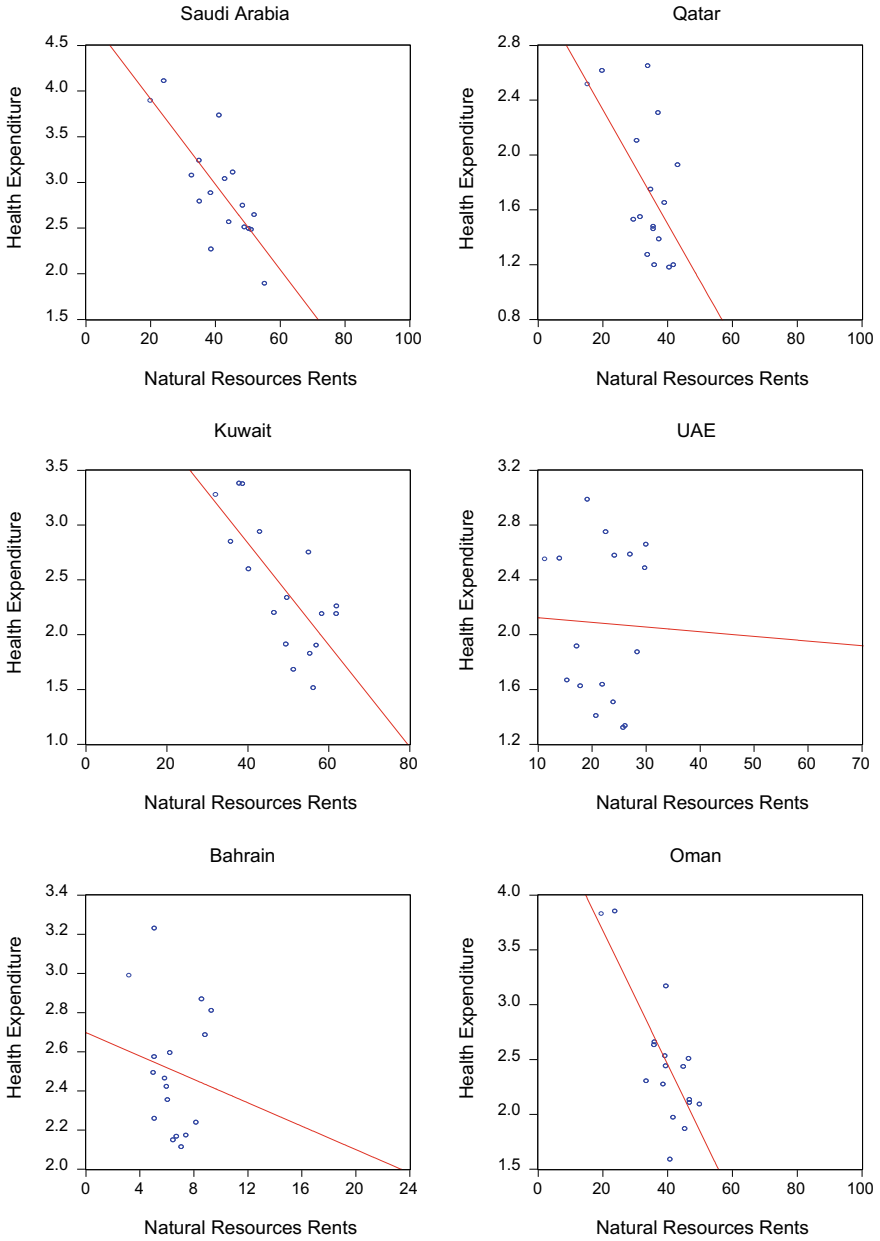 Saudi Arabia
Health Expenditure
4.5
4.0
3.5
3.0
2.5
2.0
1.5
0 20 40 60 80 100
Natural Resources Rents
Qatar
Health Expenditure
2.8
2.4
2.0
1.6
1.2
0.8
0 20 40 60 80 100
Natural Resources Rents
Kuwait
Health Expenditure
3.5
3.0
2.5
2.0
1.5
1.0
0 20 40 60 80
Natural Resources Rents
UAE
Health Expenditure
3.2
2.8
2.4
2.0
1.6
1.2
10 20 30 40 50 60 70
Natural Resources Rents
Bahrain
Health Expenditure
3.4
3.2
3.0
2.8
2.6
2.4
2.2
2.0
0 4 8 12 16 20 24
Natural Resources Rents
Oman
Health Expenditure
4.0
3.5
3.0
2.5
2.0
1.5
0 20 40 60 80 100
Natural Resources Rents